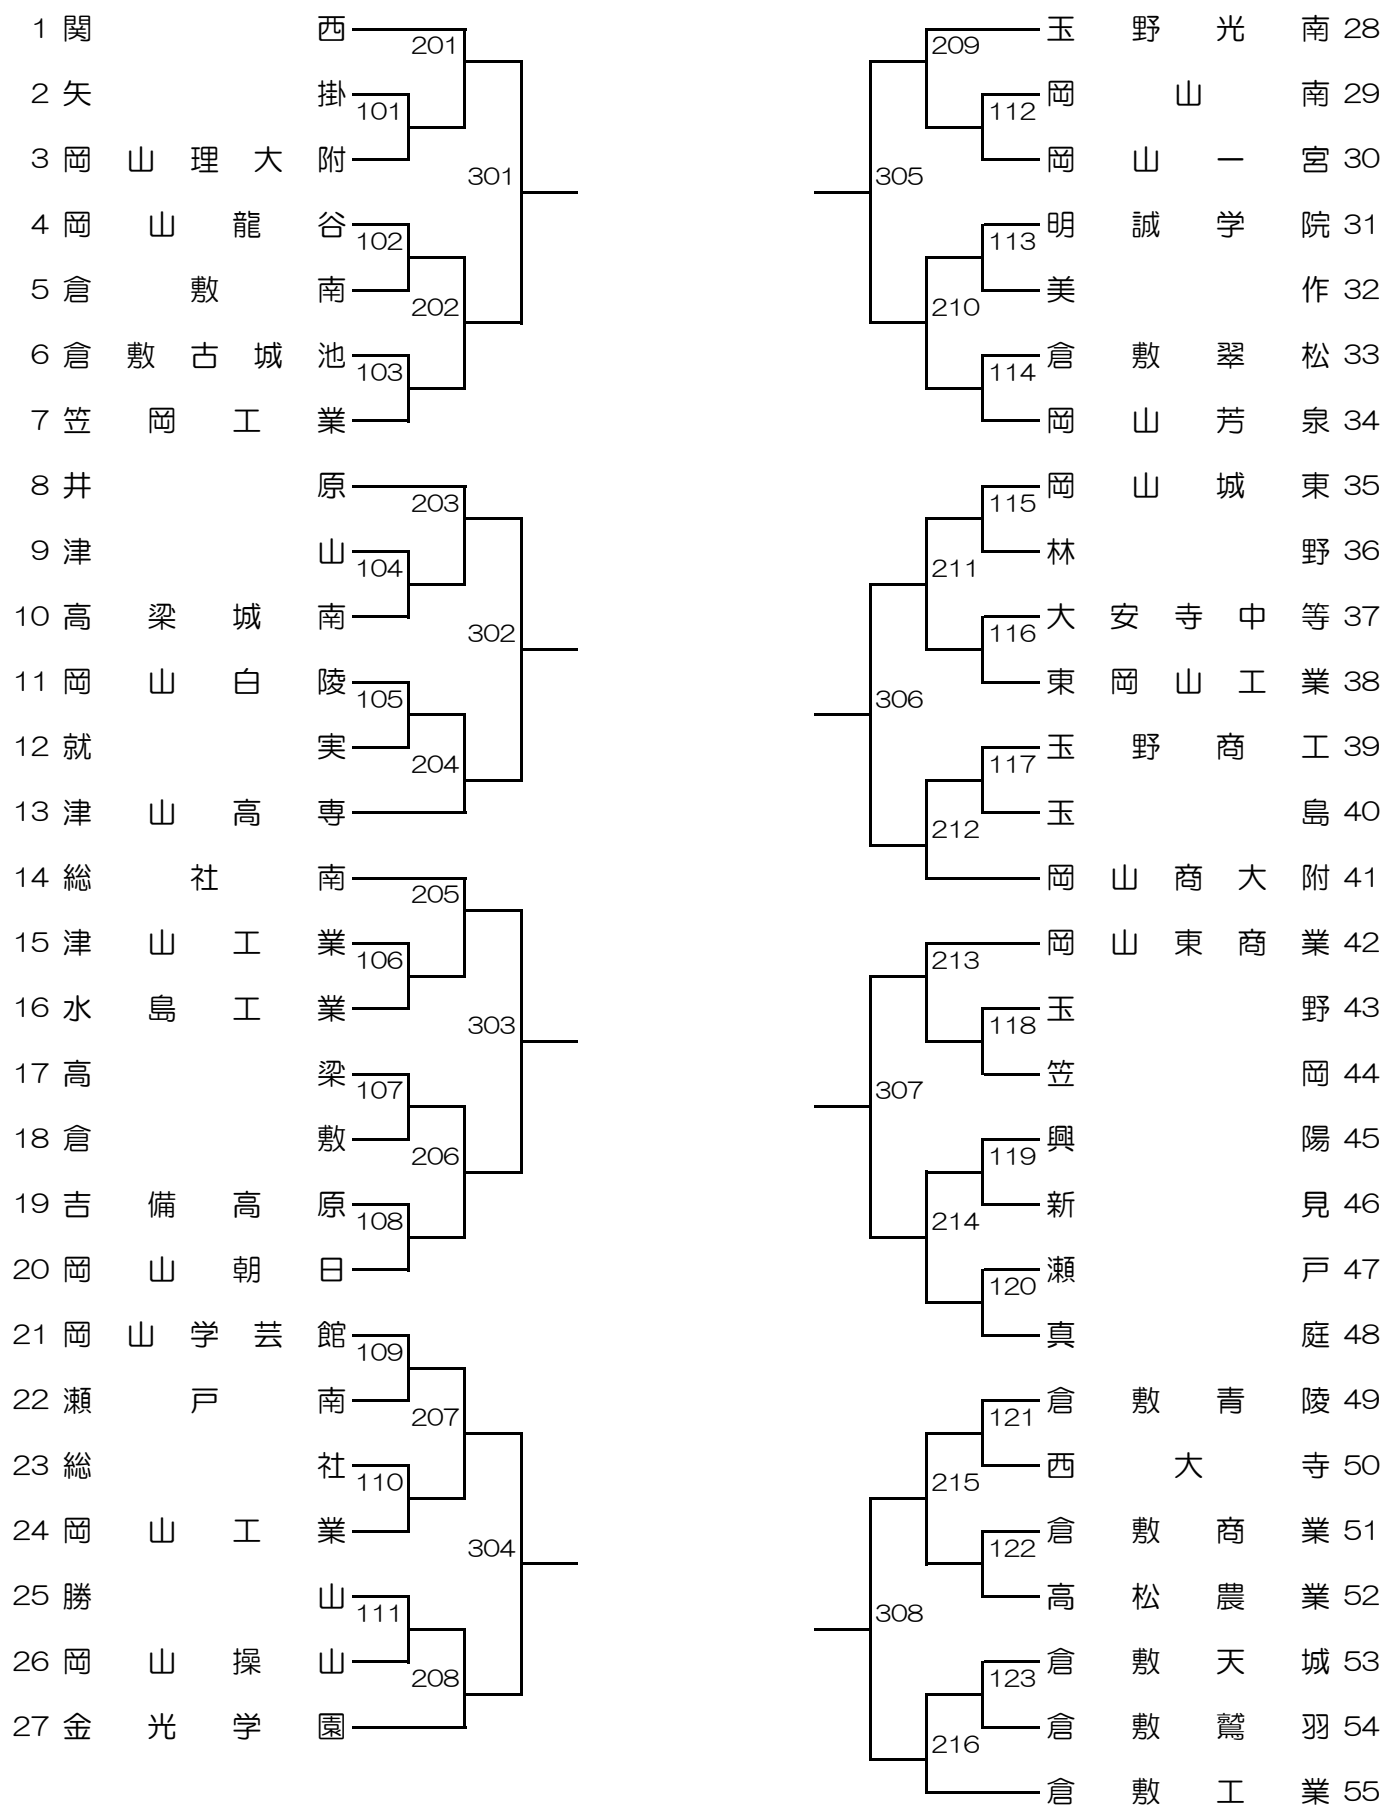 1 関西
201
2 矢掛
101
3 岡山理大附
301
4 岡山龍谷
102
5 倉敷南
202
6 倉敷古城池
103
7 笠岡工業
8 井原
203
9 津山
104
10 高梁城南
302
11 岡山白陵
105
12 就実
204
13 津山高専
14 総社南
205
15 津山工業
106
16 水島工業
303
17 高梁
107
18 倉敷
206
19 吉備高原
108
20 岡山朝日
21 岡山学芸館
109
22 瀬戸南
207
23 総社
110
24 岡山工業
304
25 勝山
111
26 岡山操山
208
27 金光学園
玉野光南 28
209
岡山南 29
112
岡山一宮 30
305
明誠学院 31
113
美作 32
210
倉敷翠松 33
114
岡山芳泉 34
岡山城東 35
115
林野 36
211
大安寺中等 37
116
東岡山工業 38
306
玉野商工 39
117
玉島 40
212
岡山商大附 41
岡山東商業 42
213
玉野 43
118
笠岡 44
307
興陽 45
119
新見 46
214
瀬戸 47
120
真庭 48
倉敷青陵 49
121
西大寺 50
215
倉敷商業 51
122
高松農業 52
308
倉敷天城 53
123
倉敷鷲羽 54
216
倉敷工業 55